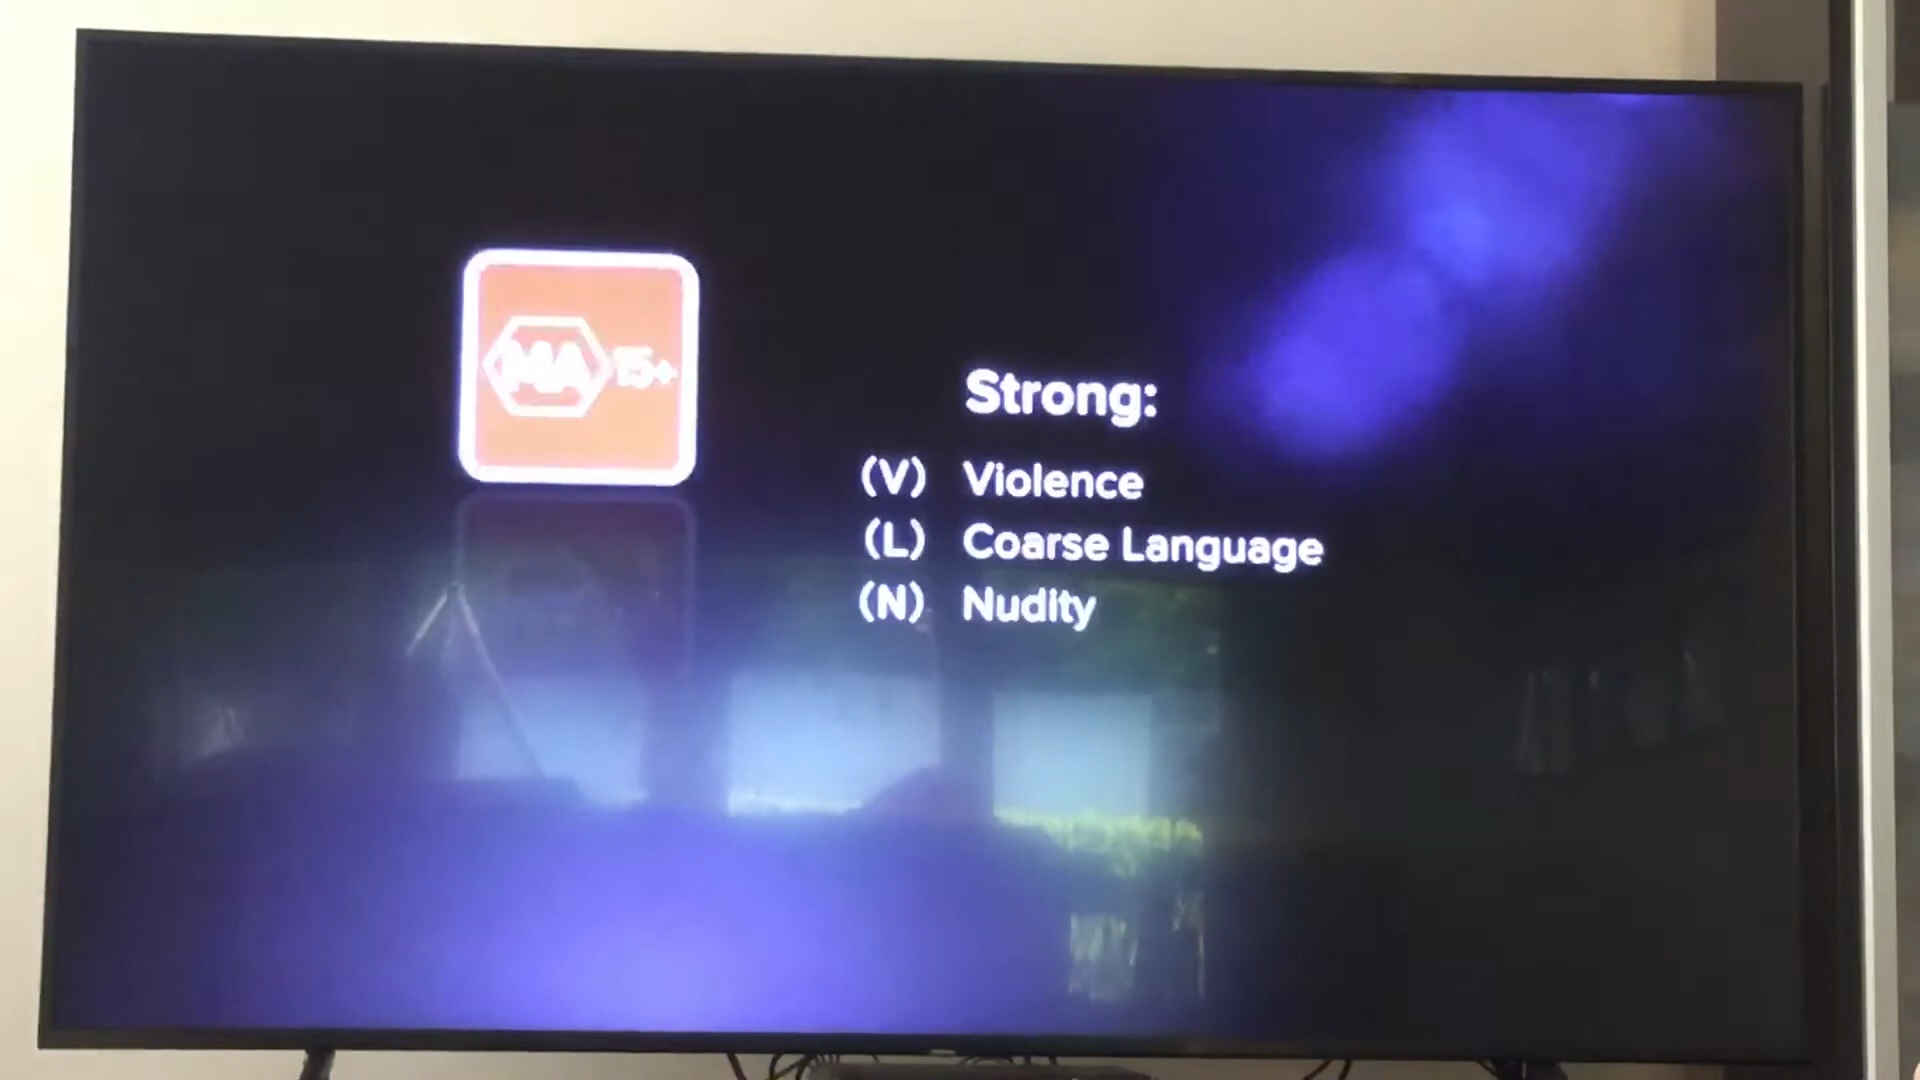 MA 15+
Strong:
(V) Violence
(L) Coarse Language
(N) Nudity